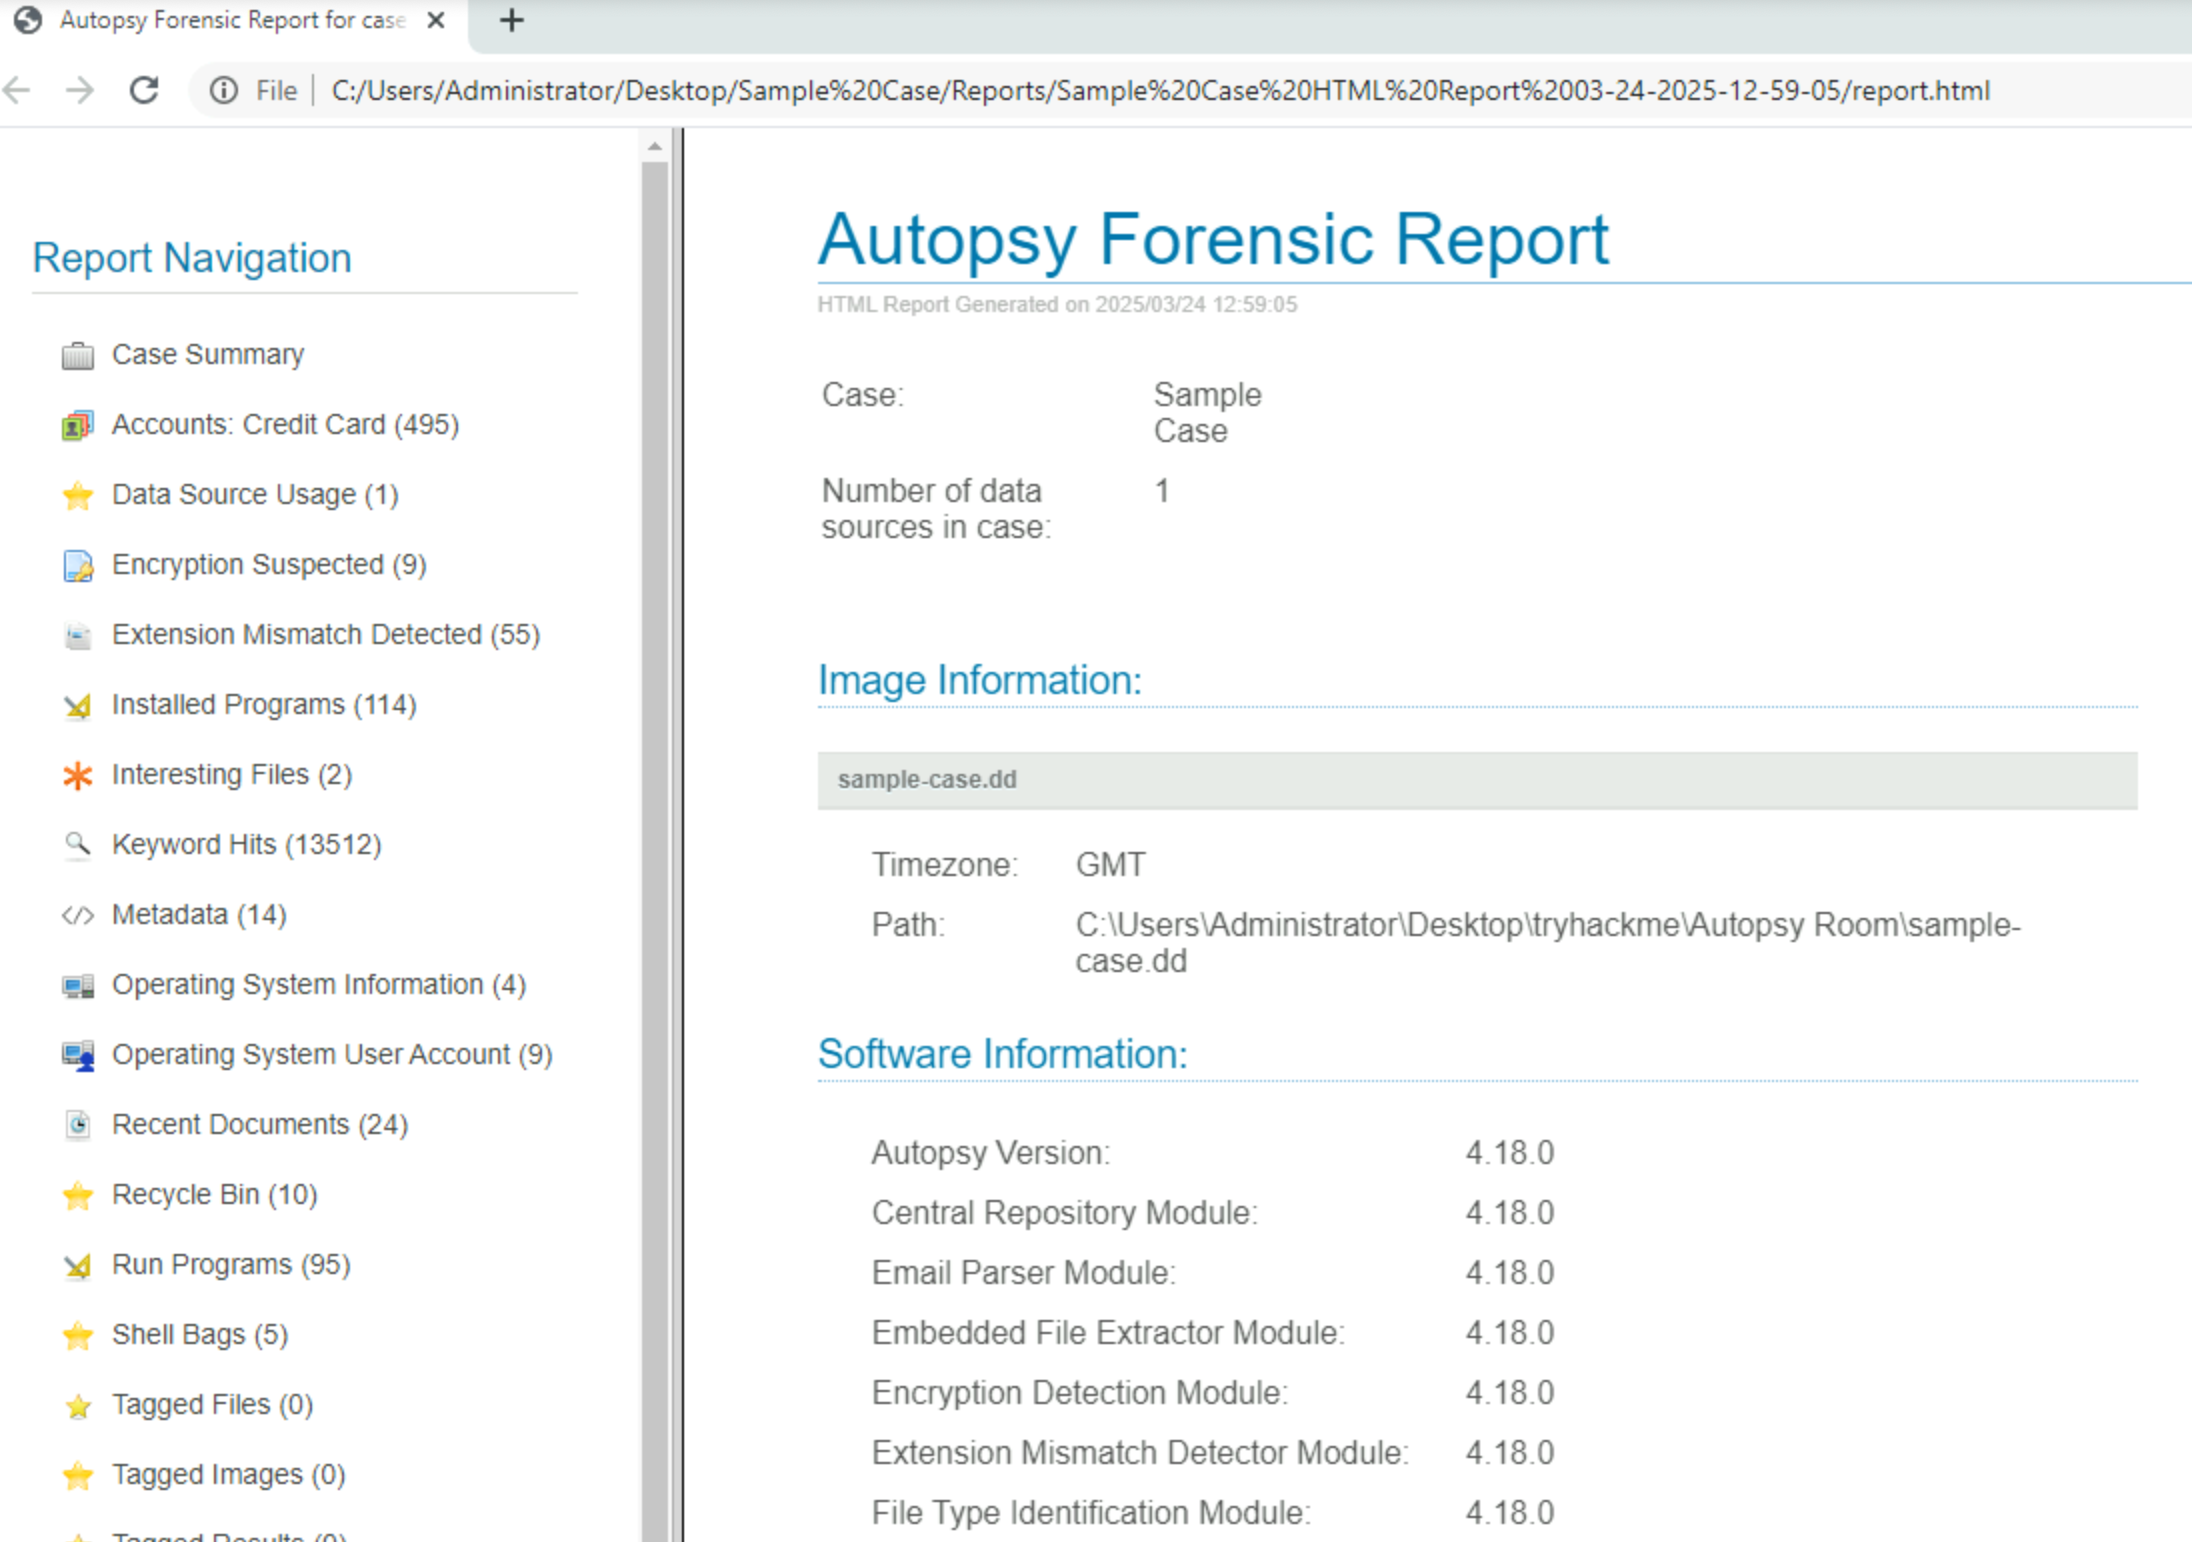 Autopsy Forensic Report for case
File | C:/Users/Administrator/Desktop/Sample%20Case/Reports/Sample%20Case%20HTML%20Report%2003-24-2025-12-59-05/report.html
Report Navigation
Case Summary
Accounts: Credit Card (495)
Data Source Usage (1)
Encryption Suspected (9)
Extension Mismatch Detected (55)
Installed Programs (114)
Interesting Files (2)
Keyword Hits (13512)
Metadata (14)
Operating System Information (4)
Operating System User Account (9)
Recent Documents (24)
Recycle Bin (10)
Run Programs (95)
Shell Bags (5)
Tagged Files (0)
Tagged Images (0)
Tagged Results (0)
Autopsy Forensic Report
HTML Report Generated on 2025/03/24 12:59:05
Case: Sample
Case
Number of data 1
sources in case:
Image Information:
sample-case.dd
Timezone: GMT
Path: C:\Users\Administrator\Desktop\tryhackme\Autopsy Room\sample-
case.dd
Software Information:
Autopsy Version: 4.18.0
Central Repository Module: 4.18.0
Email Parser Module: 4.18.0
Embedded File Extractor Module: 4.18.0
Encryption Detection Module: 4.18.0
Extension Mismatch Detector Module: 4.18.0
File Type Identification Module: 4.18.0